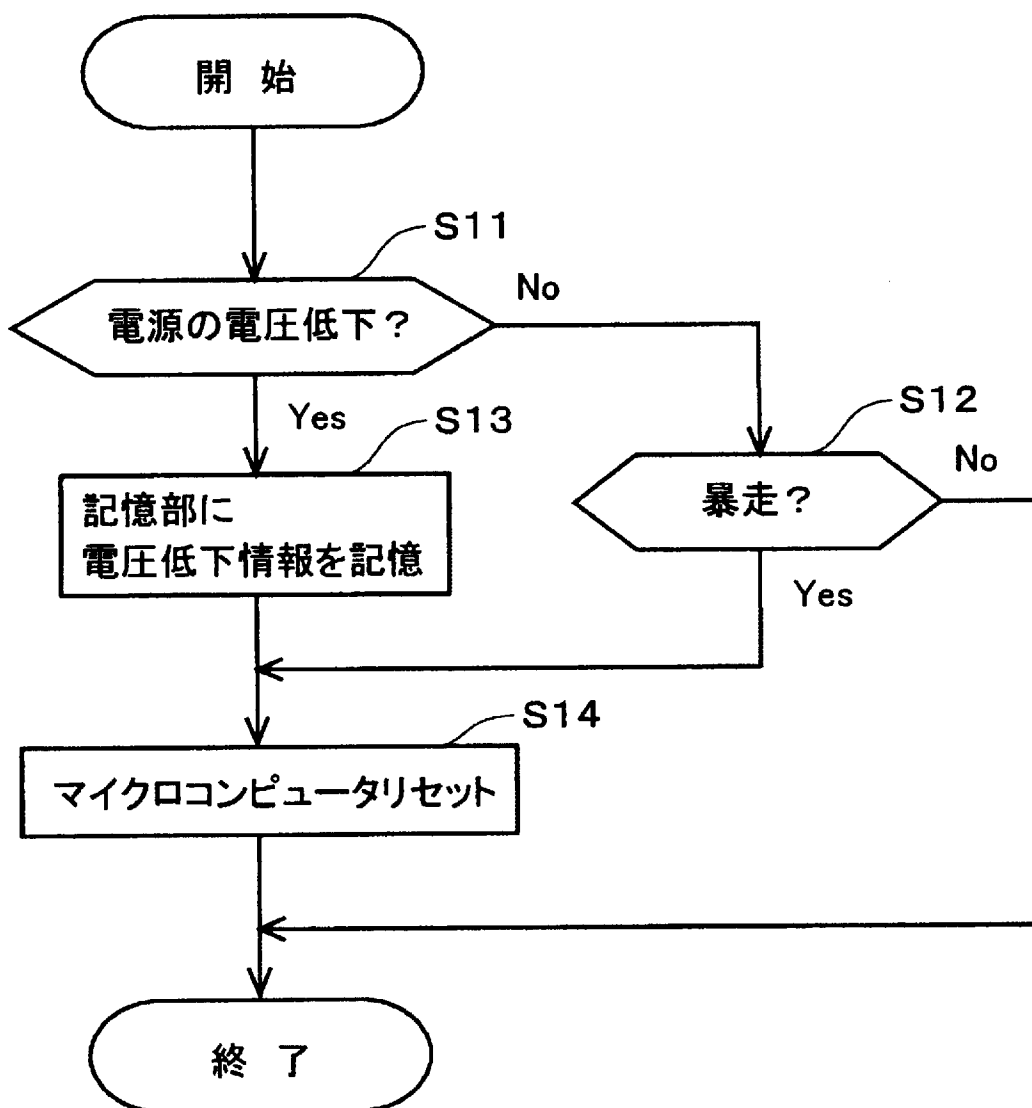 開 始
S11
電源の電圧低下?
No
Yes
S13
S12
No
記憶部に
電圧低下情報を記憶
暴走?
Yes
S14
マイクロコンピュータリセット
終 了